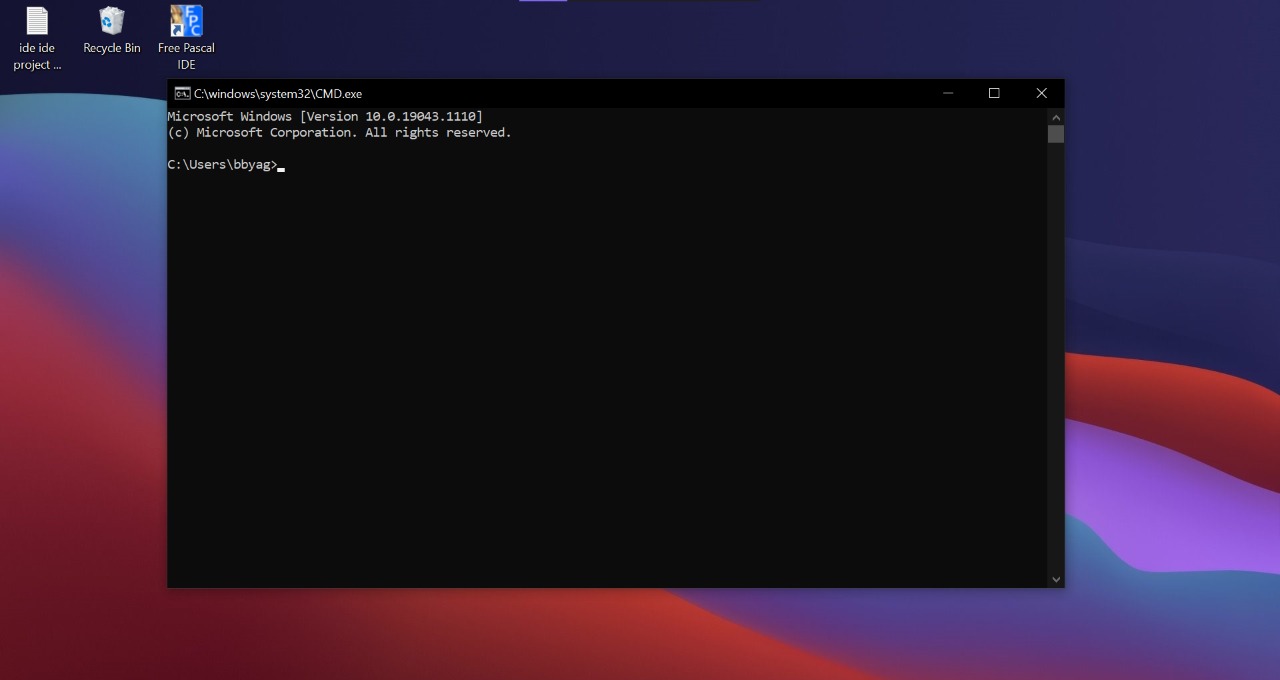 ide ide
project ...
Recycle Bin
Free Pascal
IDE
C:\windows\system32\CMD.exe
Microsoft Windows [Version 10.0.19043.1110]
(c) Microsoft Corporation. All rights reserved.
C:\Users\bbyag>